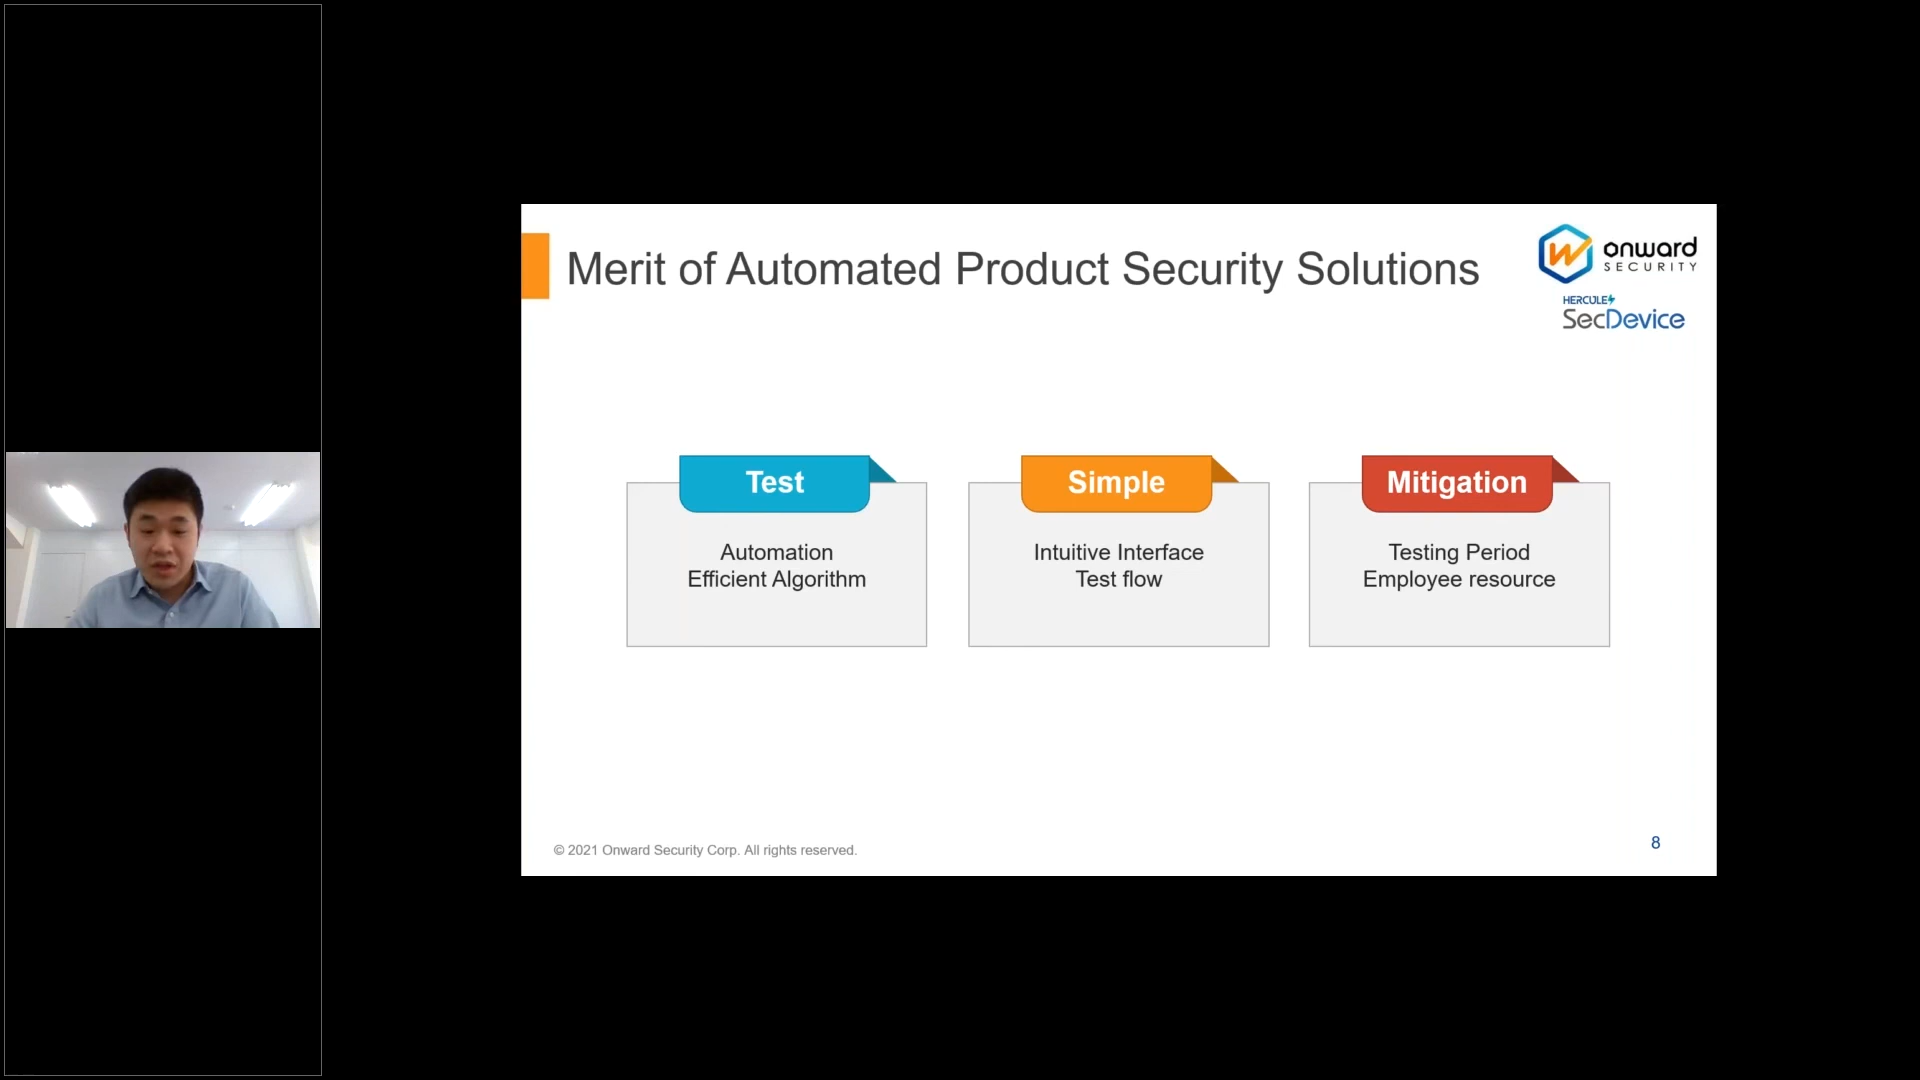 Merit of Automated Product Security Solutions
onward
SECURITY
HERCULES
SecDevice
Test
Automation
Efficient Algorithm
Simple
Intuitive Interface
Test flow
Mitigation
Testing Period
Employee resource
© 2021 Onward Security Corp. All rights reserved.
8